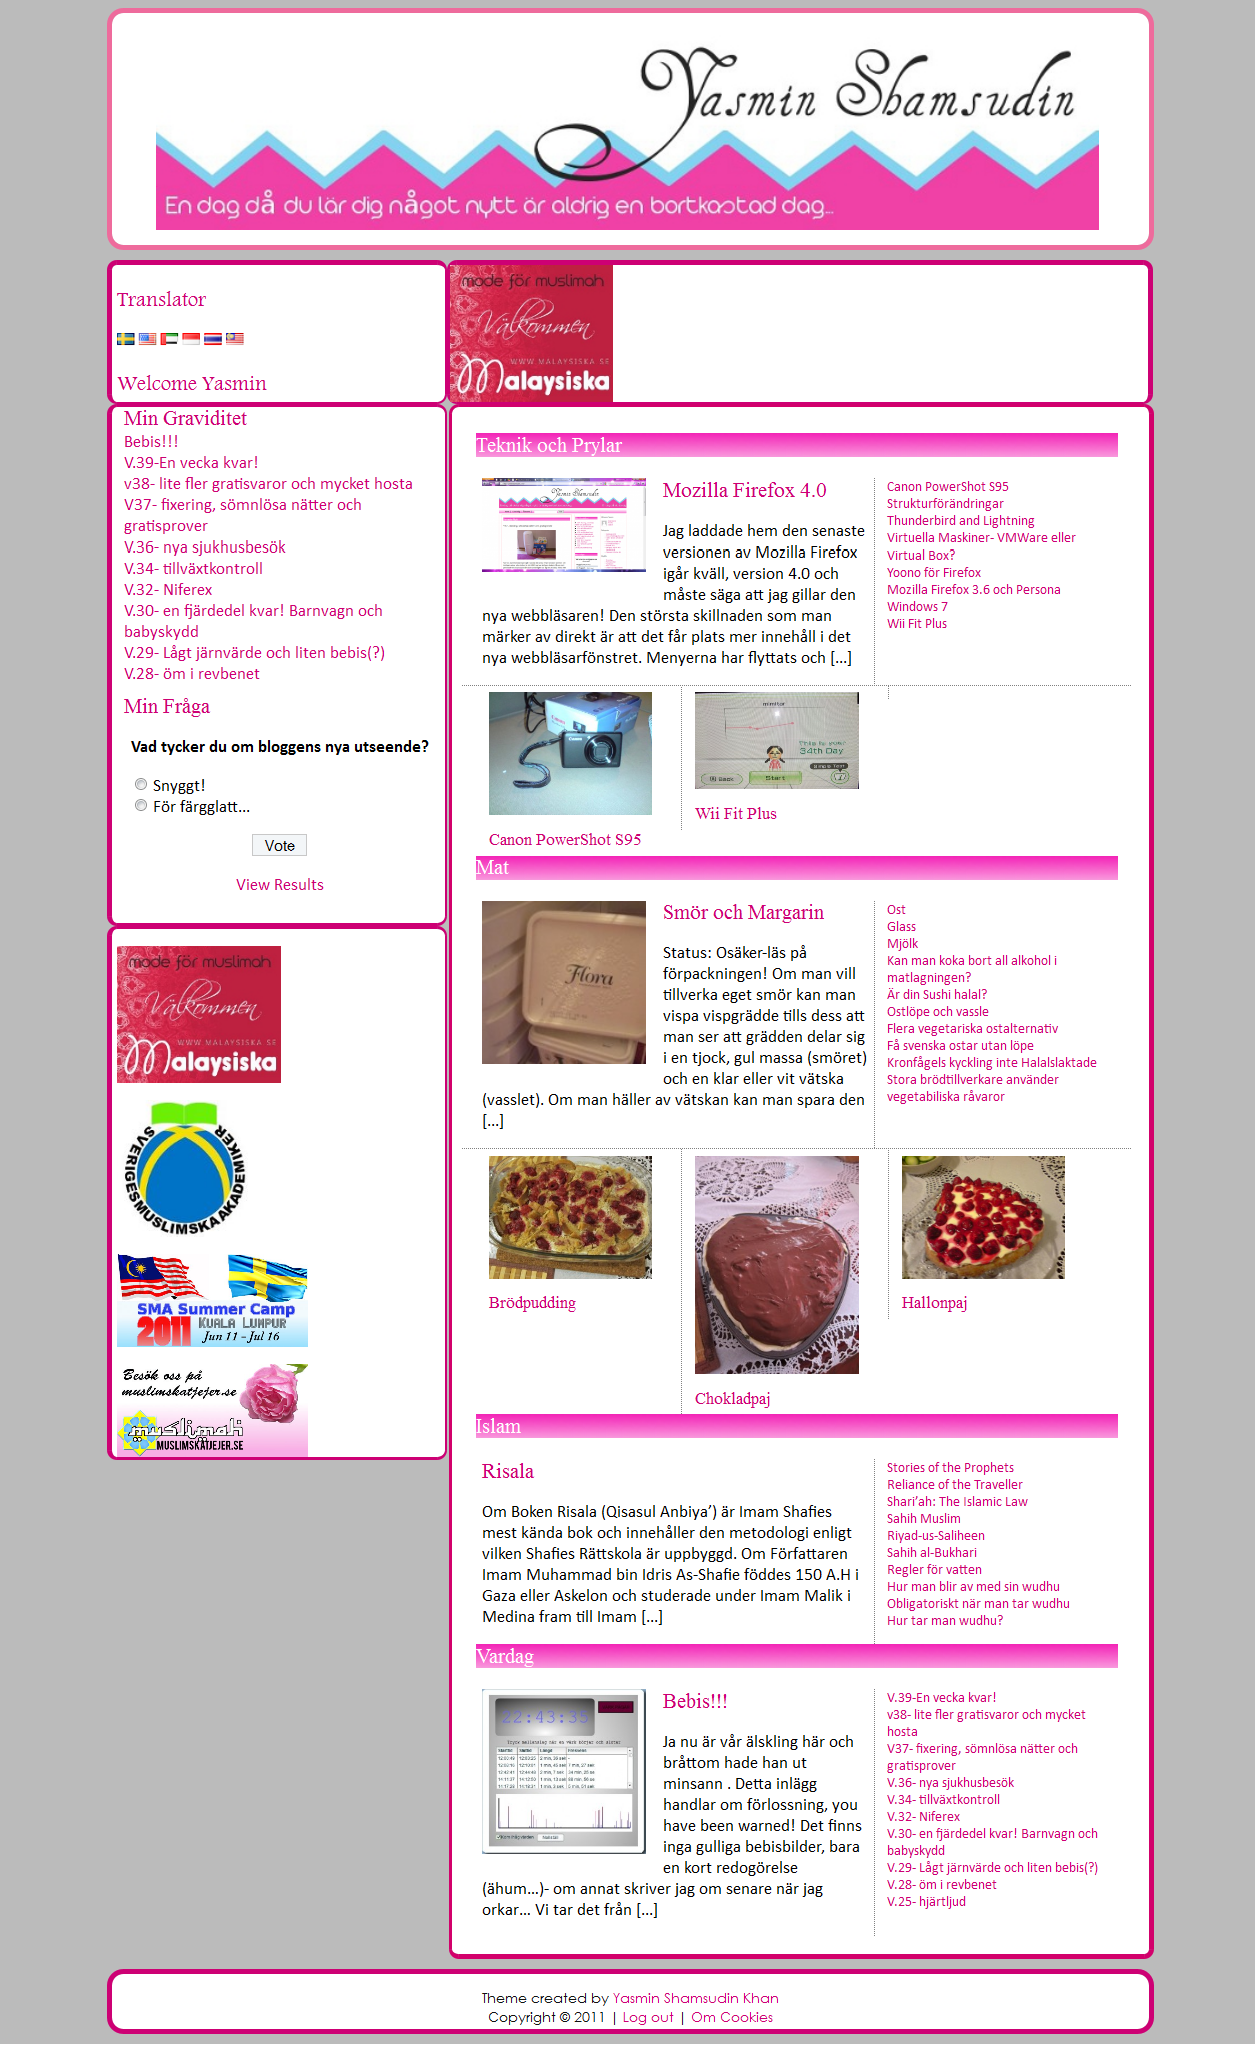 Yasmin Shamsudin
En dag då du lär dig något nytt är aldrig en bortkastad dag...
Translator
Welcome Yasmin
made för muslimah
Välkommen
WWW.MALAYSISKA.SE
Malaysiska
Min Graviditet
Bebis!!!
V.39-En vecka kvar!
v38- lite fler gratisvaror och mycket hosta
V37- fixering, sömnlösa nätter och
gratisprover
V.36- nya sjukhusbesök
V.34- tillväxtkontroll
V.32- Niferex
V.30- en fjärdedel kvar! Barnvagn och
babyskydd
V.29- Lågt järnvärde och liten bebis(?)
V.28- öm i revbenet
Min Fråga
Vad tycker du om bloggens nya utseende?
Snyggt!
För färgglatt...
Vote
View Results
made för muslimah
Välkommen
WWW.MALAYSISKA.SE
Malaysiska
SVERIGESMUSLIMSKAAKADEMIKER
SMA Summer Camp
2011 KUALA LUMPUR
Jun 11 - Jul 16
Besök oss på
muslimskatjejer.se
muslimah
MUSLIMSKATJEJER.SE
Teknik och Prylar
Mozilla Firefox 4.0
Jag laddade hem den senaste
versionen av Mozilla Firefox
igår kväll, version 4.0 och
måste säga att jag gillar den
nya webbläsaren! Den största skillnaden som man
märker av direkt är att det får plats mer innehåll i det
nya webbläsarfönstret. Menyerna har flyttats och [...]
Canon PowerShot S95
Strukturförändringar
Thunderbird and Lightning
Virtuella Maskiner- VMWare eller
Virtual Box?
Yoono för Firefox
Mozilla Firefox 3.6 och Persona
Windows 7
Wii Fit Plus
Canon PowerShot S95
34th Day
Back
Start
Wii Fit Plus
Mat
Flora
Smör och Margarin
Status: Osäker-läs på
förpackningen! Om man vill
tillverka eget smör kan man
vispa vispgrädde tills dess att
man ser att grädden delar sig
i en tjock, gul massa (smöret)
och en klar eller vit vätska
(vasslet). Om man häller av vätskan kan man spara den
[...]
Ost
Glass
Mjölk
Kan man koka bort all alkohol i
matlagningen?
Är din Sushi halal?
Ostlöpe och vassle
Flera vegetariska ostalternativ
Få svenska ostar utan löpe
Kronfågels kyckling inte Halalslaktade
Stora brödtillverkare använder
vegetabiliska råvaror
Brödpudding
Chokladpaj
Hallonpaj
Islam
Risala
Om Boken Risala (Qisasul Anbiya’) är Imam Shafies
mest kända bok och innehåller den metodologi enligt
vilken Shafies Rättskola är uppbyggd. Om Författaren
Imam Muhammad bin Idris As-Shafie föddes 150 A.H i
Gaza eller Askelon och studerade under Imam Malik i
Medina fram till Imam [...]
Stories of the Prophets
Reliance of the Traveller
Shari’ah: The Islamic Law
Sahih Muslim
Riyad-us-Saliheen
Sahih al-Bukhari
Regler för vatten
Hur man blir av med sin wudhu
Obligatoriskt när man tar wudhu
Hur tar man wudhu?
Vardag
22:43:35
Bebis!!!
Ja nu är vår älskling här och
bråttom hade han ut
minsann . Detta inlägg
handlar om förlossning, you
have been warned! Det finns
inga gulliga bebisbilder, bara
en kort redogörelse
(ähum...)- om annat skriver jag om senare när jag
orkar... Vi tar det från [...]
V.39-En vecka kvar!
v38- lite fler gratisvaror och mycket
hosta
V37- fixering, sömnlösa nätter och
gratisprover
V.36- nya sjukhusbesök
V.34- tillväxtkontroll
V.32- Niferex
V.30- en fjärdedel kvar! Barnvagn och
babyskydd
V.29- Lågt järnvärde och liten bebis(?)
V.28- öm i revbenet
V.25- hjärtljud
Theme created by Yasmin Shamsudin Khan
Copyright © 2011 | Log out | Om Cookies